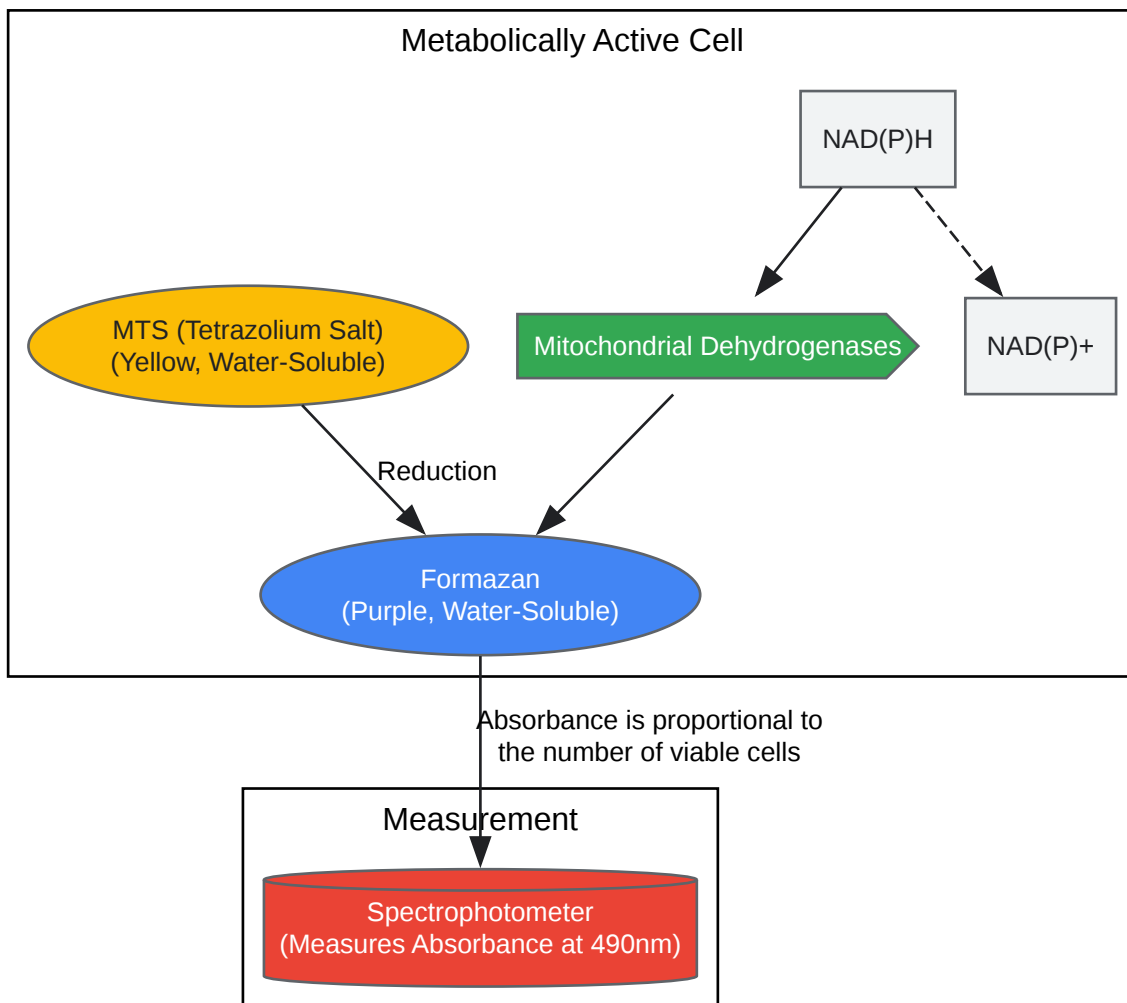 Metabolically Active Cell
NAD(P)H
MTS (Tetrazolium Salt)
(Yellow, Water-Soluble)
Mitochondrial Dehydrogenases
NAD(P)+
Reduction
Formazan
(Purple, Water-Soluble)
Absorbance is proportional to
the number of viable cells
Measurement
Spectrophotometer
(Measures Absorbance at 490nm)